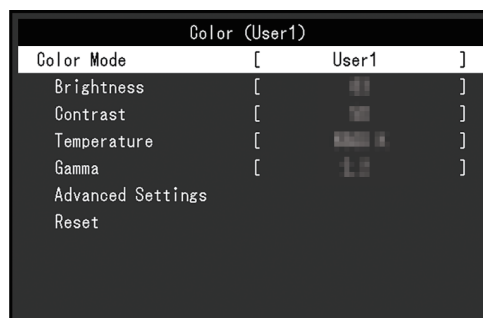 Color (User1)
Color Mode [ User1 ]
Brightness [ ]
Contrast [ ]
Temperature [ ]
Gamma [ ]
Advanced Settings
Reset